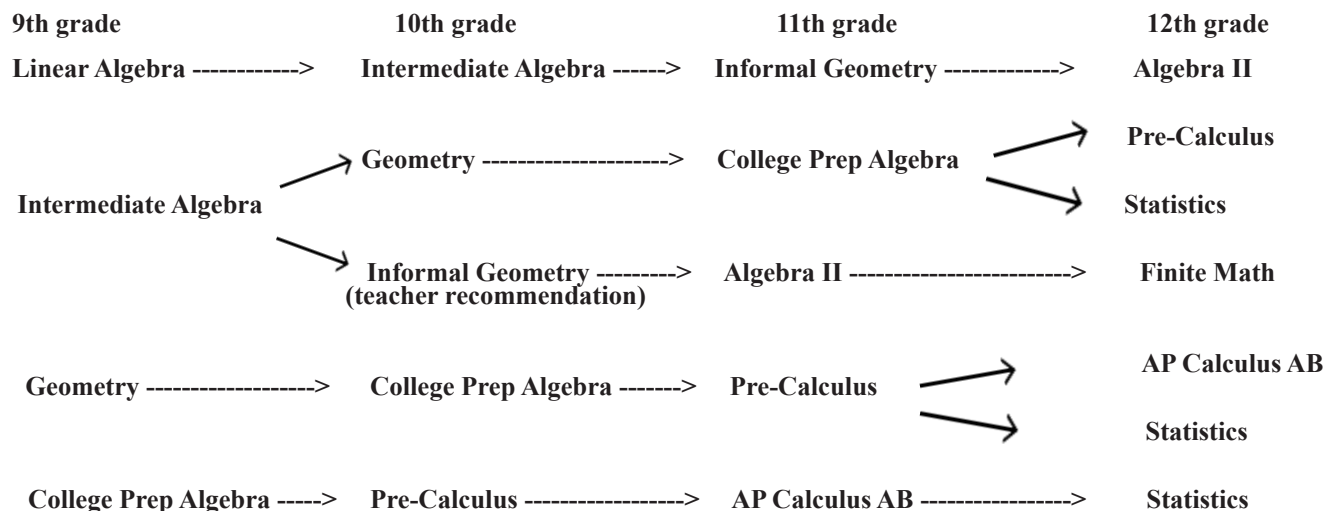 9th grade 10th grade 11th grade 12th grade
Linear Algebra ------------> Intermediate Algebra ------> Informal Geometry -------------> Algebra II
Pre-Calculus
Geometry ---------------------> College Prep Algebra
Intermediate Algebra Statistics
Informal Geometry ---------> Algebra II -------------------------> Finite Math
(teacher recommendation)
AP Calculus AB
Geometry -------------------> College Prep Algebra -------> Pre-Calculus
Statistics
College Prep Algebra -----> Pre-Calculus ------------------> AP Calculus AB -----------------> Statistics